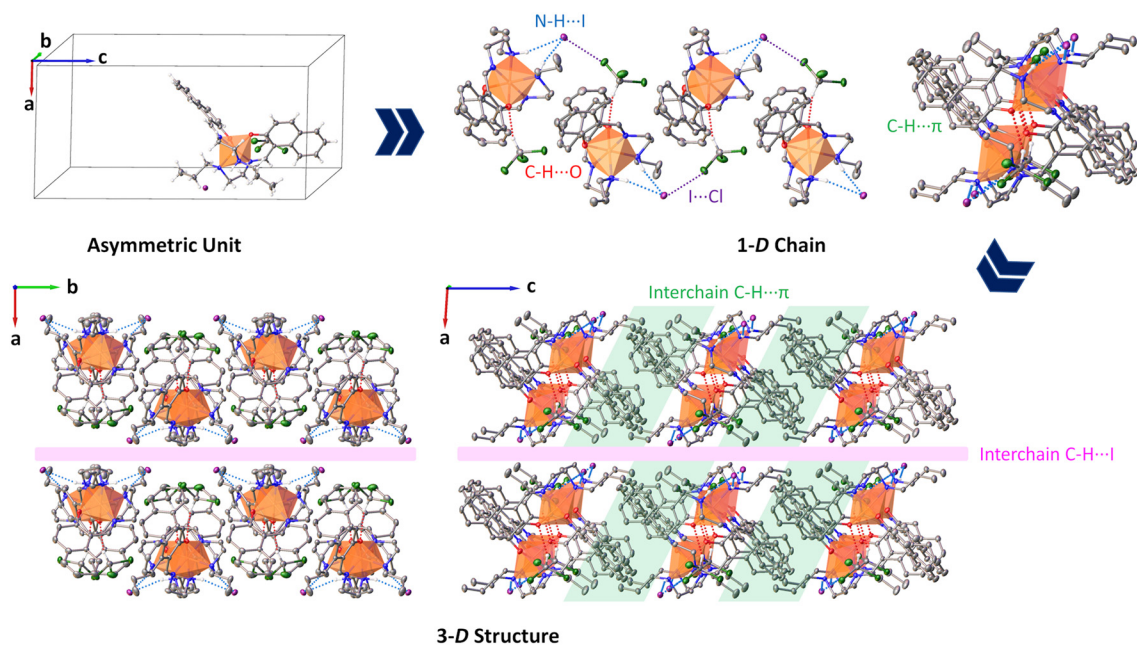 b
c
a
N-H···I
C-H···O
I···Cl
C-H···π
Asymmetric Unit
1-D Chain
b
a
c
a
Interchain C-H···π
Interchain C-H···I
3-D Structure